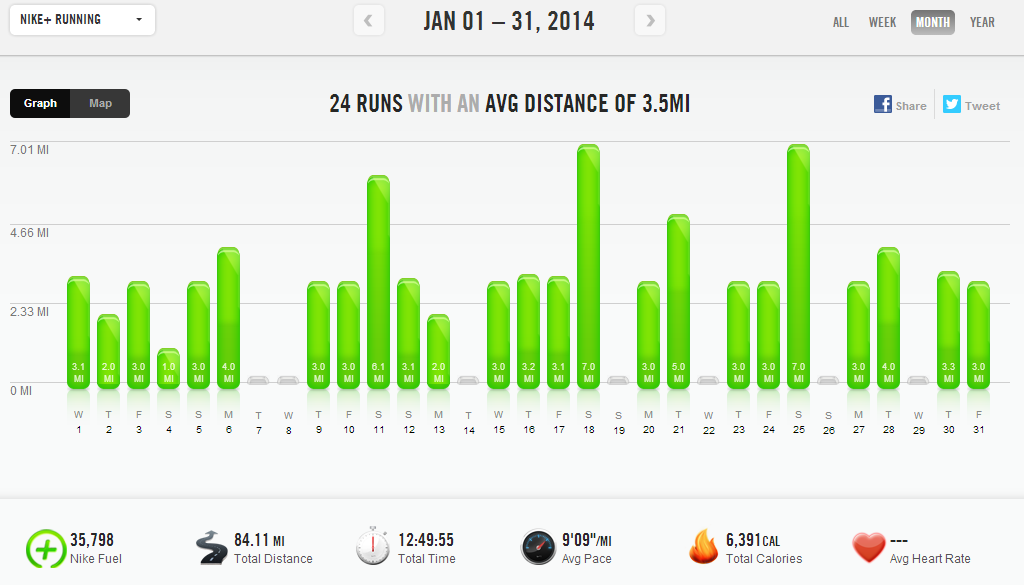 NIKE+ RUNNING
JAN 01 – 31, 2014
ALL WEEK MONTH YEAR
Graph Map
24 RUNS WITH AN AVG DISTANCE OF 3.5MI
Share Tweet
7.01 MI
4.66 MI
2.33 MI
0 MI
3.1 MI
2.0 MI
3.0 MI
1.0 MI
3.0 MI
4.0 MI
3.0 MI
3.0 MI
6.1 MI
3.1 MI
2.0 MI
3.0 MI
3.2 MI
3.1 MI
7.0 MI
3.0 MI
5.0 MI
3.0 MI
3.0 MI
7.0 MI
3.0 MI
4.0 MI
3.3 MI
3.0 MI
W T F S S M T W T F S S M T W T F S S M T W T F S S M T W T F
1 2 3 4 5 6 7 8 9 10 11 12 13 14 15 16 17 18 19 20 21 22 23 24 25 26 27 28 29 30 31
35,798
Nike Fuel
84.11 MI
Total Distance
12:49:55
Total Time
9'09"/MI
Avg Pace
6,391CAL
Total Calories
---
Avg Heart Rate